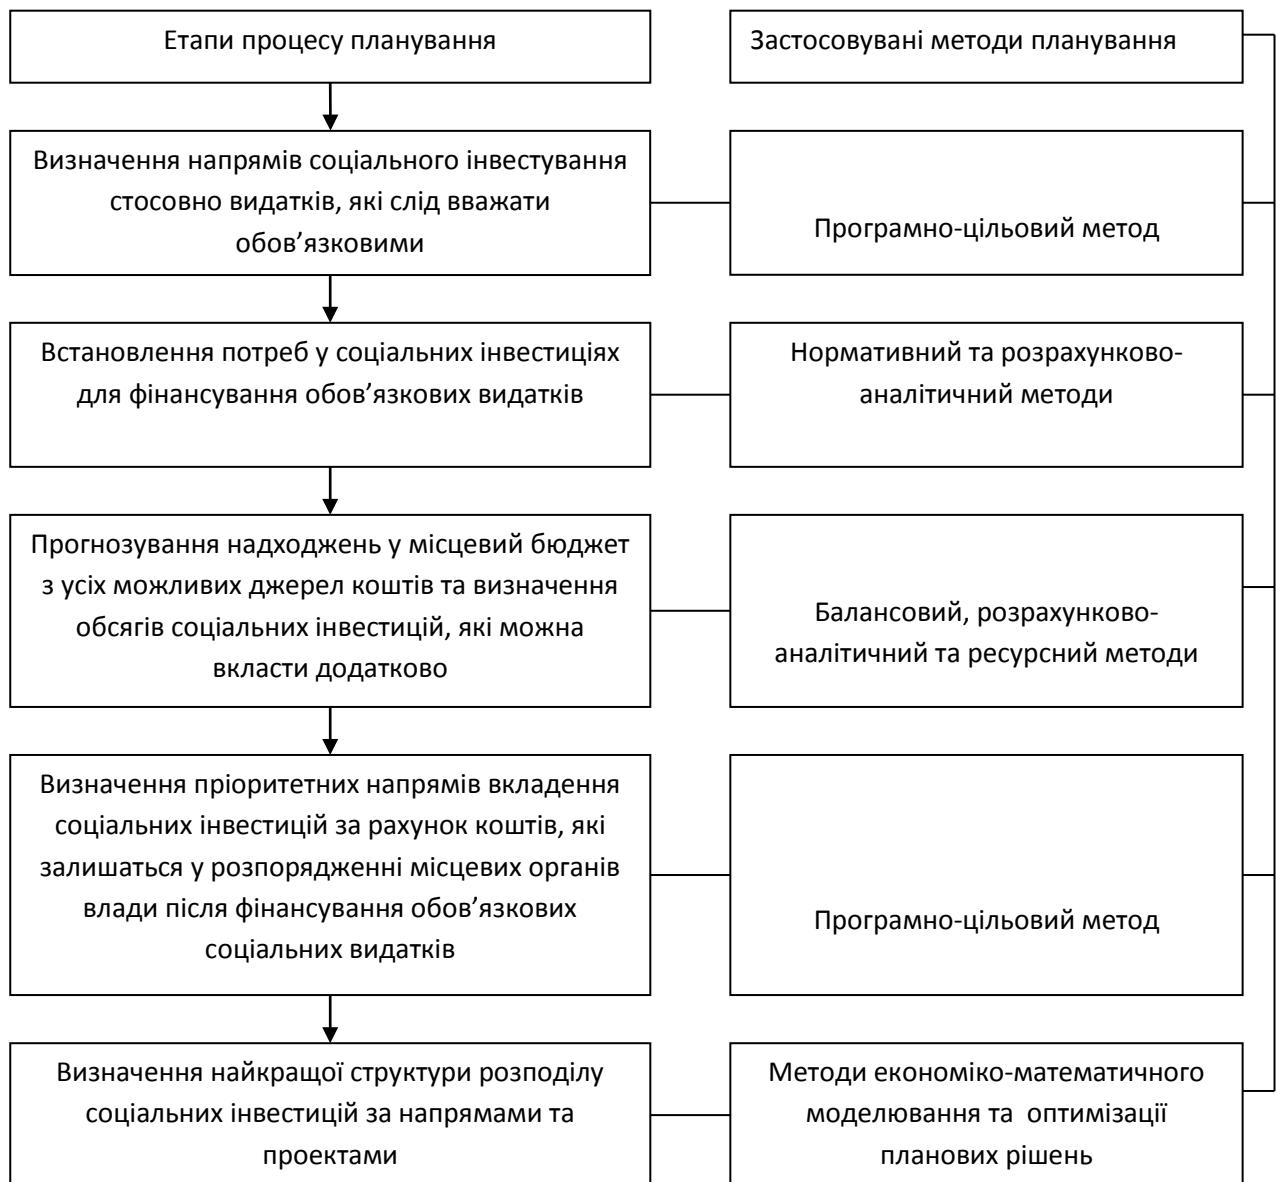 Етапи процесу планування
Застосовувані методи планування
Визначення напрямів соціального інвестування
стосовно видатків, які слід вважати
обов’язковими
Програмно-цільовий метод
Встановлення потреб у соціальних інвестиціях
для фінансування обов’язкових видатків
Нормативний та розрахунково-
аналітичний методи
Прогнозування надходжень у місцевий бюджет
з усіх можливих джерел коштів та визначення
обсягів соціальних інвестицій, які можна
вкласти додатково
Балансовий, розрахунково-
аналітичний та ресурсний методи
Визначення пріоритетних напрямів вкладення
соціальних інвестицій за рахунок коштів, які
залишаться у розпорядженні місцевих органів
влади після фінансування обов’язкових
соціальних видатків
Програмно-цільовий метод
Визначення найкращої структури розподілу
соціальних інвестицій за напрямами та
проектами
Методи економіко-математичного
моделювання та оптимізації
планових рішень